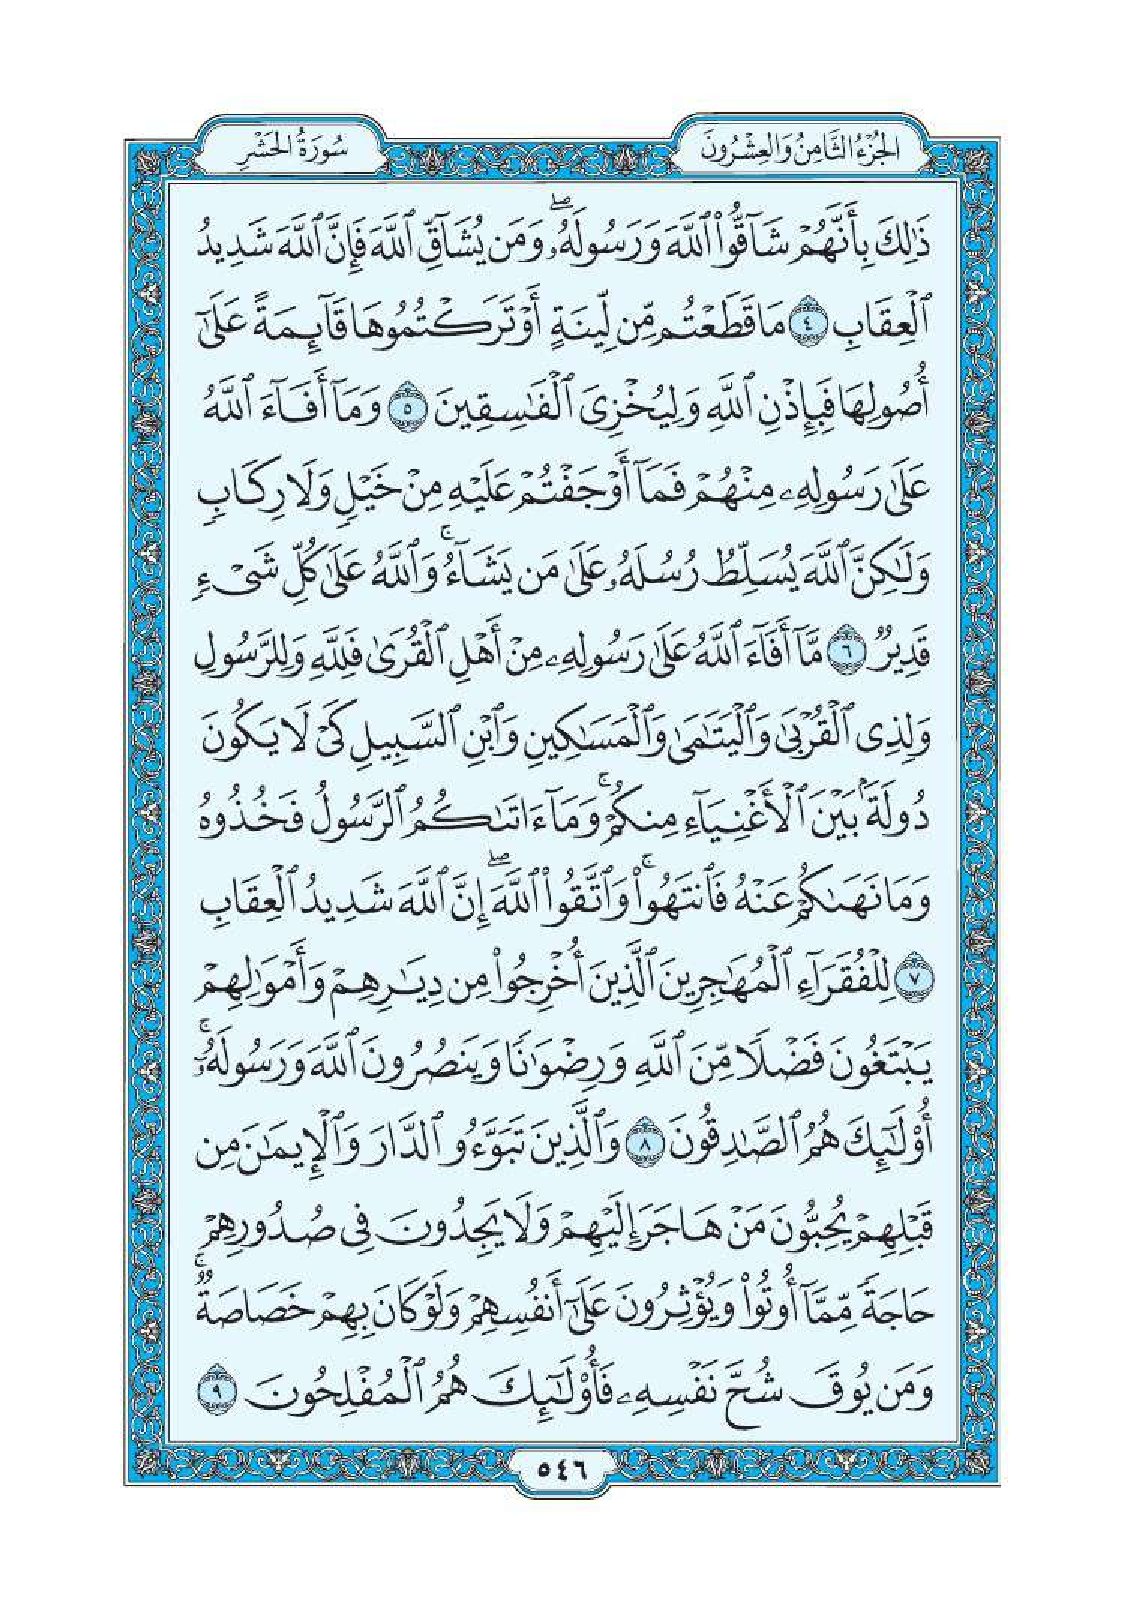 الجُزْءُ الثَّامِنُ وَالعِشْرُونَ
سُورَةُ الحَشْرِ
ذَٰلِكَ بِأَنَّهُمْ شَآقُّوا۟ ٱللَّهَ وَرَسُولَهُۥ ۖ وَمَن يُشَآقِّ ٱللَّهَ فَإِنَّ ٱللَّهَ شَدِيدُ
ٱلْعِقَابِ ٤ مَا قَطَعْتُم مِّن لِّينَةٍ أَوْ تَرَكْتُمُوهَا قَآئِمَةً عَلَىٰٓ
أُصُولِهَا فَبِإِذْنِ ٱللَّهِ وَلِيُخْزِىَ ٱلْفَٰسِقِينَ ٥ وَمَآ أَفَآءَ ٱللَّهُ
عَلَىٰ رَسُولِهِۦ مِنْهُمْ فَمَآ أَوْجَفْتُمْ عَلَيْهِ مِنْ خَيْلٍ وَلَا رِكَابٍ
وَلَٰكِنَّ ٱللَّهَ يُسَلِّطُ رُسُلَهُۥ عَلَىٰ مَن يَشَآءُ ۚ وَٱللَّهُ عَلَىٰ كُلِّ شَىْءٍ
قَدِيرٌ ٦ مَّآ أَفَآءَ ٱللَّهُ عَلَىٰ رَسُولِهِۦ مِنْ أَهْلِ ٱلْقُرَىٰ فَلِلَّهِ وَلِلرَّسُولِ
وَلِذِى ٱلْقُرْبَىٰ وَٱلْيَتَٰمَىٰ وَٱلْمَسَٰكِينِ وَٱبْنِ ٱلسَّبِيلِ كَىْ لَا يَكُونَ
دُولَةًۢ بَيْنَ ٱلْأَغْنِيَآءِ مِنكُمْ ۚ وَمَآ ءَاتَىٰكُمُ ٱلرَّسُولُ فَخُذُوهُ
وَمَا نَهَىٰكُمْ عَنْهُ فَٱنتَهُوا۟ ۚ وَٱتَّقُوا۟ ٱللَّهَ ۖ إِنَّ ٱللَّهَ شَدِيدُ ٱلْعِقَابِ
٧ لِلْفُقَرَآءِ ٱلْمُهَٰجِرِينَ ٱلَّذِينَ أُخْرِجُوا۟ مِن دِيَٰرِهِمْ وَأَمْوَٰلِهِمْ
يَبْتَغُونَ فَضْلًا مِّنَ ٱللَّهِ وَرِضْوَٰنًا وَيَنصُرُونَ ٱللَّهَ وَرَسُولَهُۥٓ ۚ
أُو۟لَٰٓئِكَ هُمُ ٱلصَّٰدِقُونَ ٨ وَٱلَّذِينَ تَبَوَّءُو ٱلدَّارَ وَٱلْإِيمَٰنَ مِن
قَبْلِهِمْ يُحِبُّونَ مَنْ هَاجَرَ إِلَيْهِمْ وَلَا يَجِدُونَ فِى صُدُورِهِمْ
حَاجَةً مِّمَّآ أُوتُوا۟ وَيُؤْثِرُونَ عَلَىٰٓ أَنفُسِهِمْ وَلَوْ كَانَ بِهِمْ خَصَاصَةٌ ۚ
وَمَن يُوقَ شُحَّ نَفْسِهِۦ فَأُو۟لَٰٓئِكَ هُمُ ٱلْمُفْلِحُونَ ٩
٥٤٦